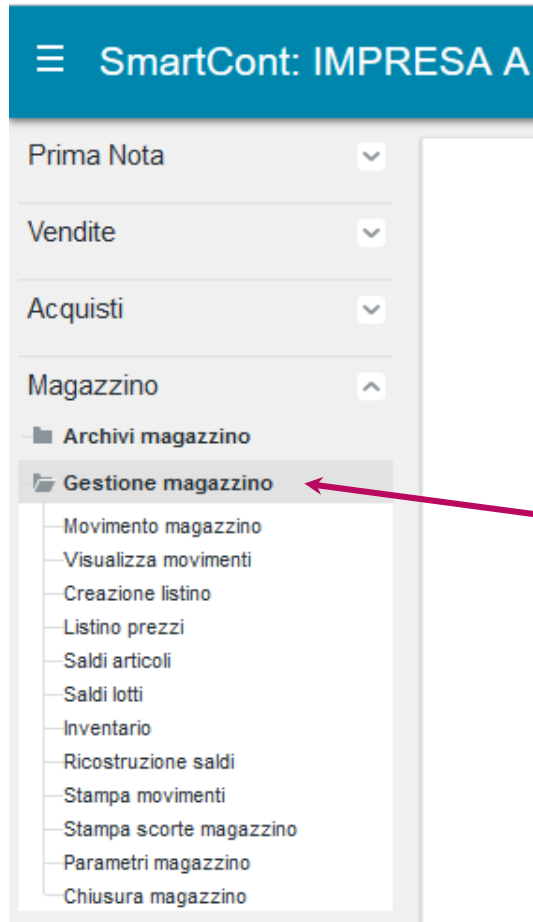 SmartCont: IMPRESA A
Prima Nota
Vendite
Acquisti
Magazzino
Archivi magazzino
Gestione magazzino
Movimento magazzino
Visualizza movimenti
Creazione listino
Listino prezzi
Saldi articoli
Saldi lotti
Inventario
Ricostruzione saldi
Stampa movimenti
Stampa scorte magazzino
Parametri magazzino
Chiusura magazzino